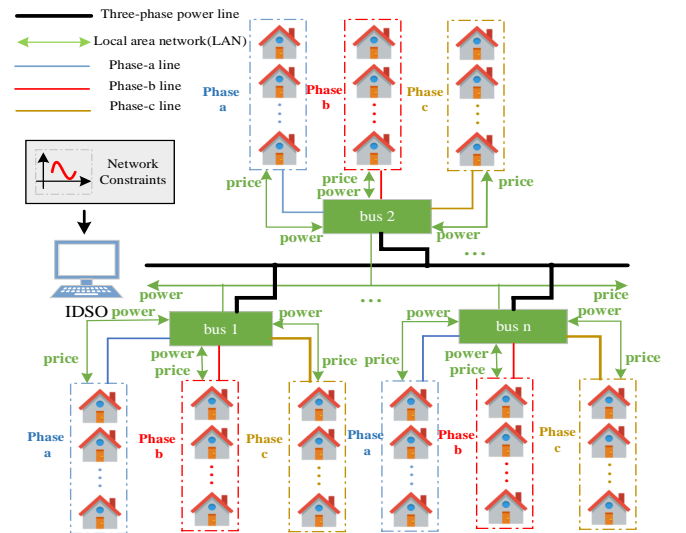 Three-phase power line
Local area network(LAN)
Phase-a line
Phase-b line
Phase-c line
Phase
a
Phase
b
Phase
c
Network
Constraints
price
price
power
price
bus 2
power
power
...
IDSO
power
price
...
power
power
power
power
bus 1
bus n
price
power
price
price
price
power
price
price
Phase
a
Phase
b
Phase
c
Phase
a
Phase
b
Phase
c